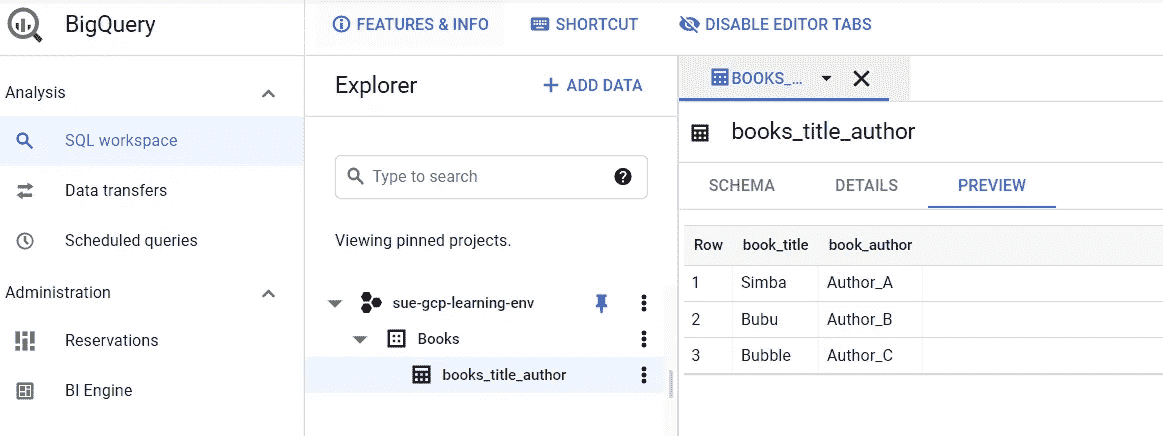 BigQuery
FEATURES & INFO
SHORTCUT
DISABLE EDITOR TABS
Analysis
SQL workspace
Data transfers
Scheduled queries
Administration
Reservations
BI Engine
Explorer
ADD DATA
Type to search
Viewing pinned projects.
sue-gcp-learning-env
Books
books_title_author
BOOKS_...
books_title_author
SCHEMA DETAILS PREVIEW
Row book_title book_author
1 Simba Author_A
2 Bubu Author_B
3 Bubble Author_C